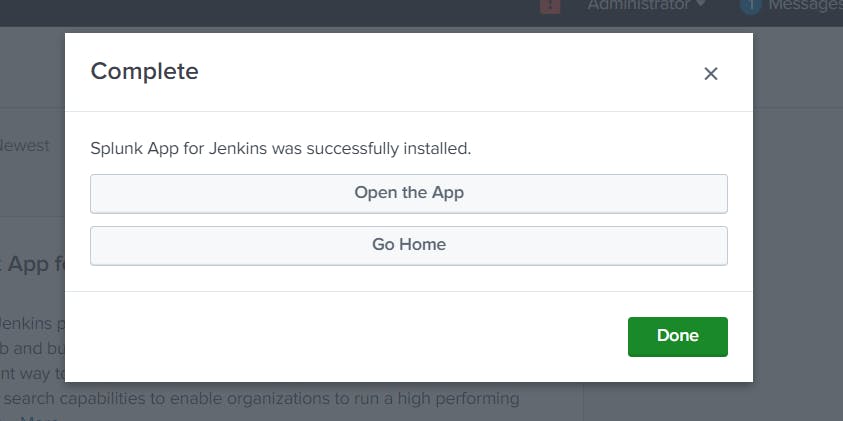 ! Administrator 1 Messages
Complete
Newest
Splunk App for Jenkins was successfully installed.
Open the App
Go Home
App
Jenkins
b and bu
nt way to
Done
search capabilities to enable organizations to run a high performing